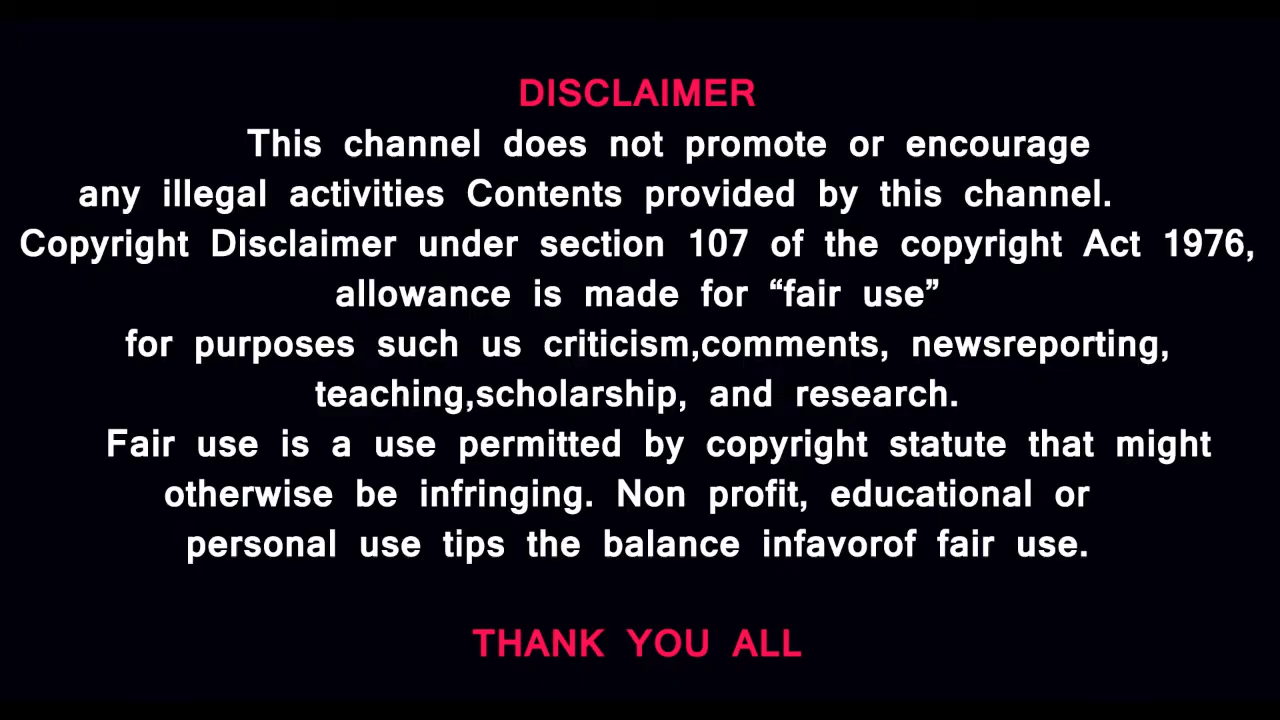 DISCLAIMER
This channel does not promote or encourage
any illegal activities Contents provided by this channel.
Copyright Disclaimer under section 107 of the copyright Act 1976,
allowance is made for “fair use”
for purposes such us criticism,comments, newsreporting,
teaching,scholarship, and research.
Fair use is a use permitted by copyright statute that might
otherwise be infringing. Non profit, educational or
personal use tips the balance infavorof fair use.
THANK YOU ALL